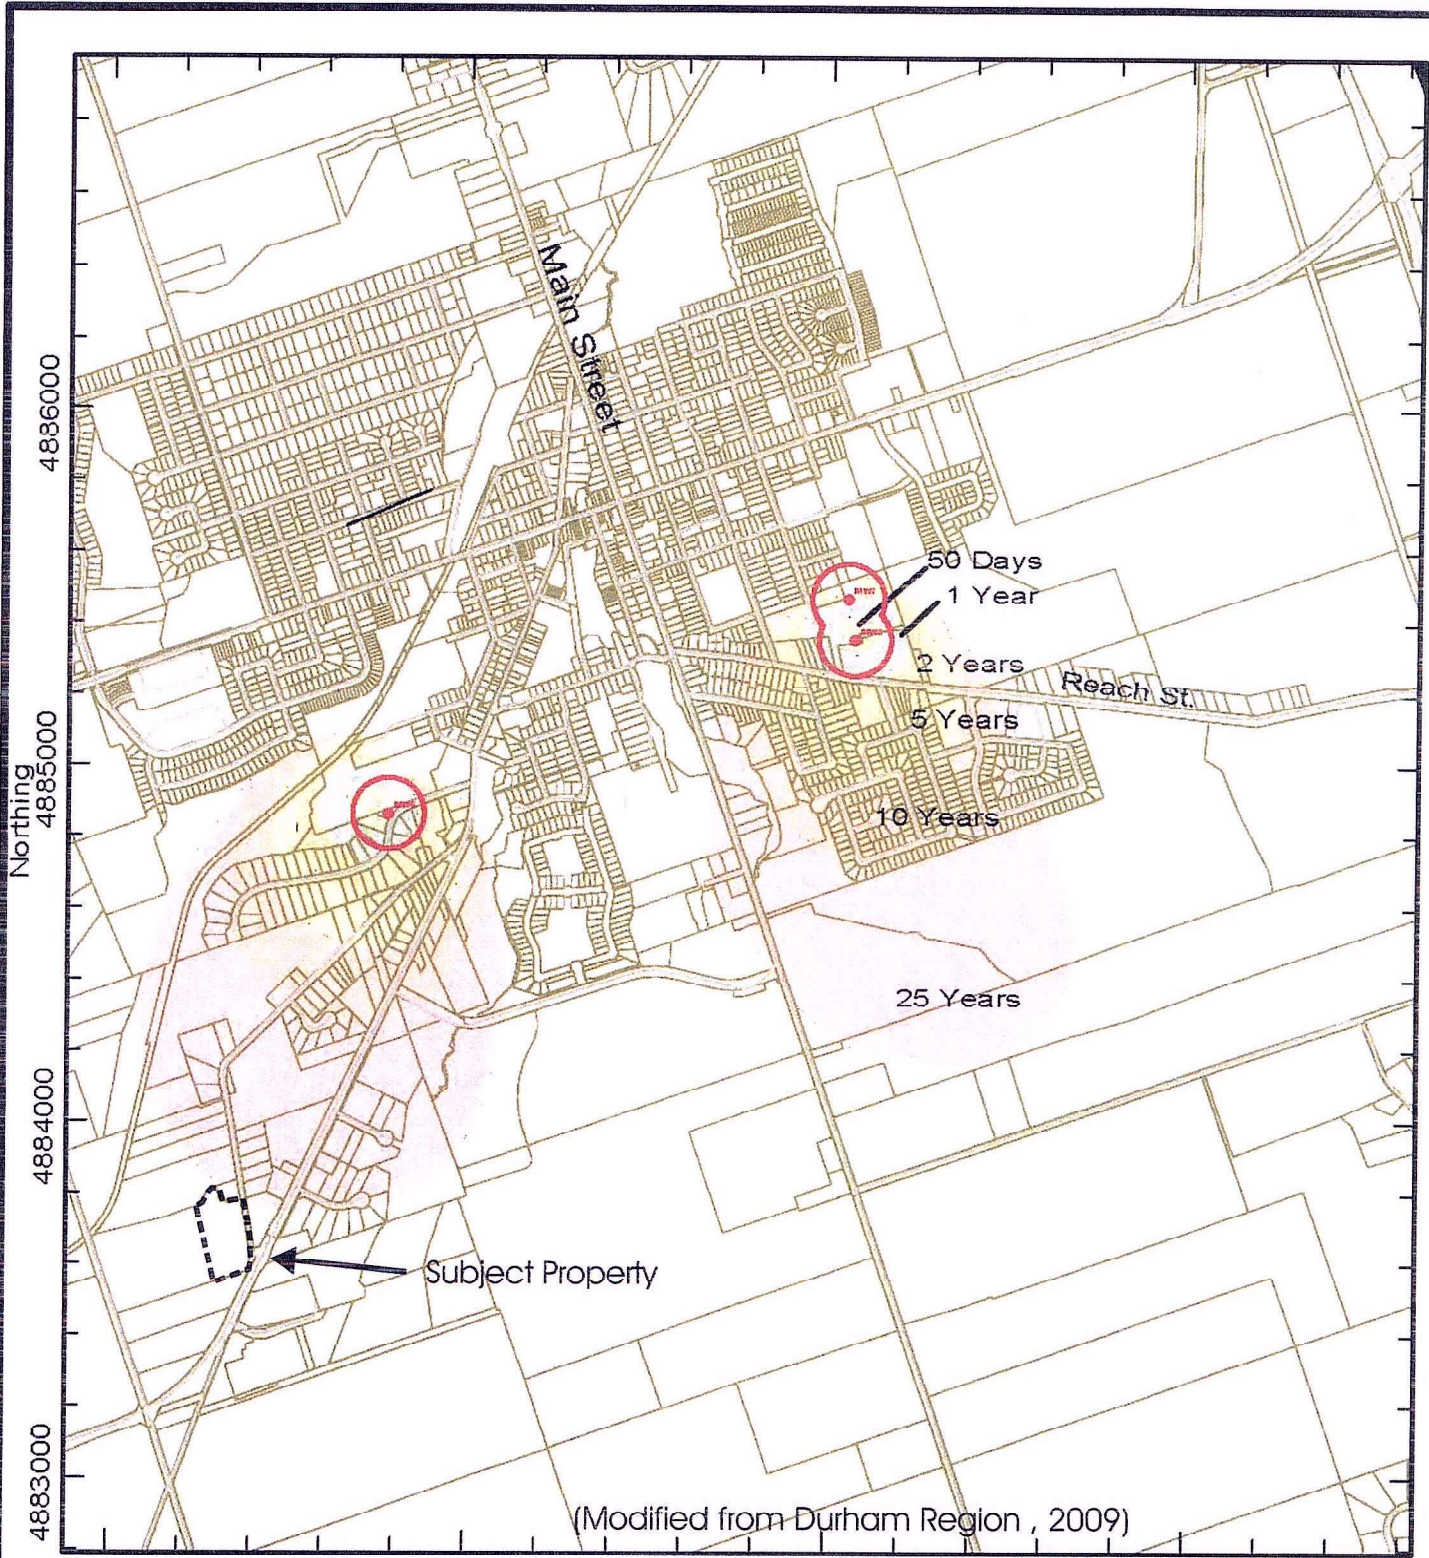 Main Street
4886000
50 Days
1 Year
2 Years
Reach St.
5 Years
4885000
Northing
10 Years
25 Years
4884000
Subject Property
4883000
(Modified from Durham Region , 2009)